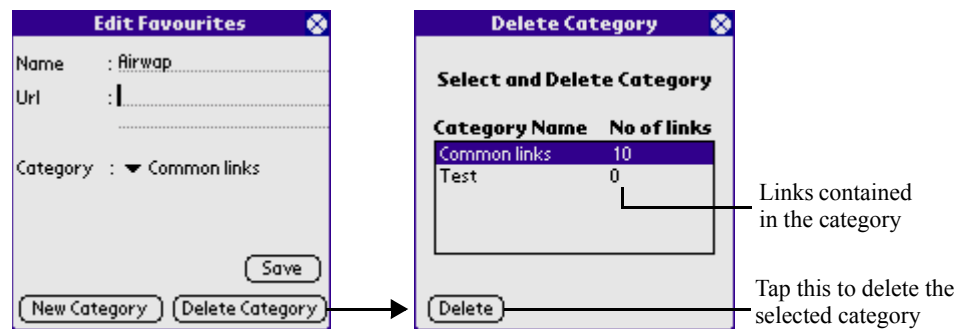 Edit Favourites
Name : Airwap
Url :
Category : Common links
Save
New Category Delete Category
Delete Category
Select and Delete Category
Category Name No of links
Common links 10
Test 0
Delete
Links contained
in the category
Tap this to delete the
selected category